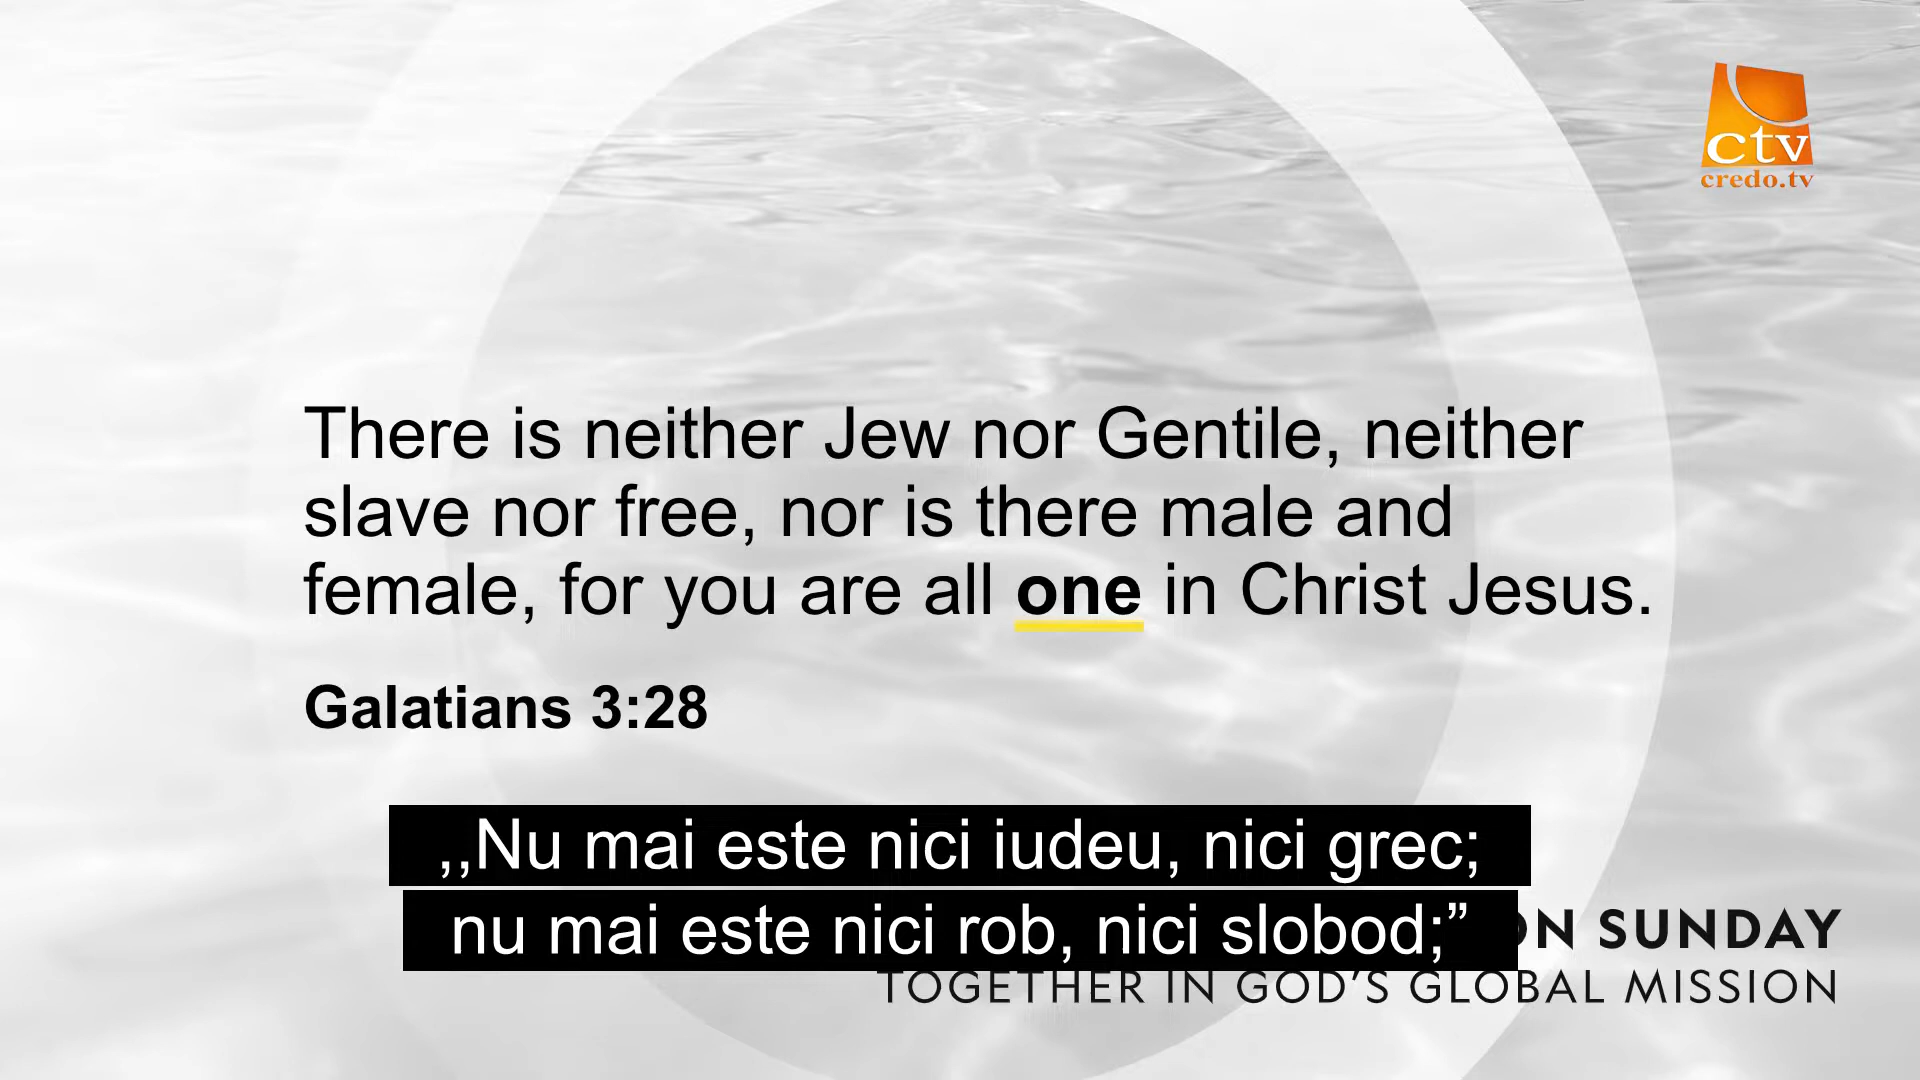 ctv
credo.tv
There is neither Jew nor Gentile, neither
slave nor free, nor is there male and
female, for you are all one in Christ Jesus.
Galatians 3:28
,,Nu mai este nici iudeu, nici grec;
nu mai este nici rob, nici slobod;”
SUNDAY
TOGETHER IN GOD’S GLOBAL MISSION